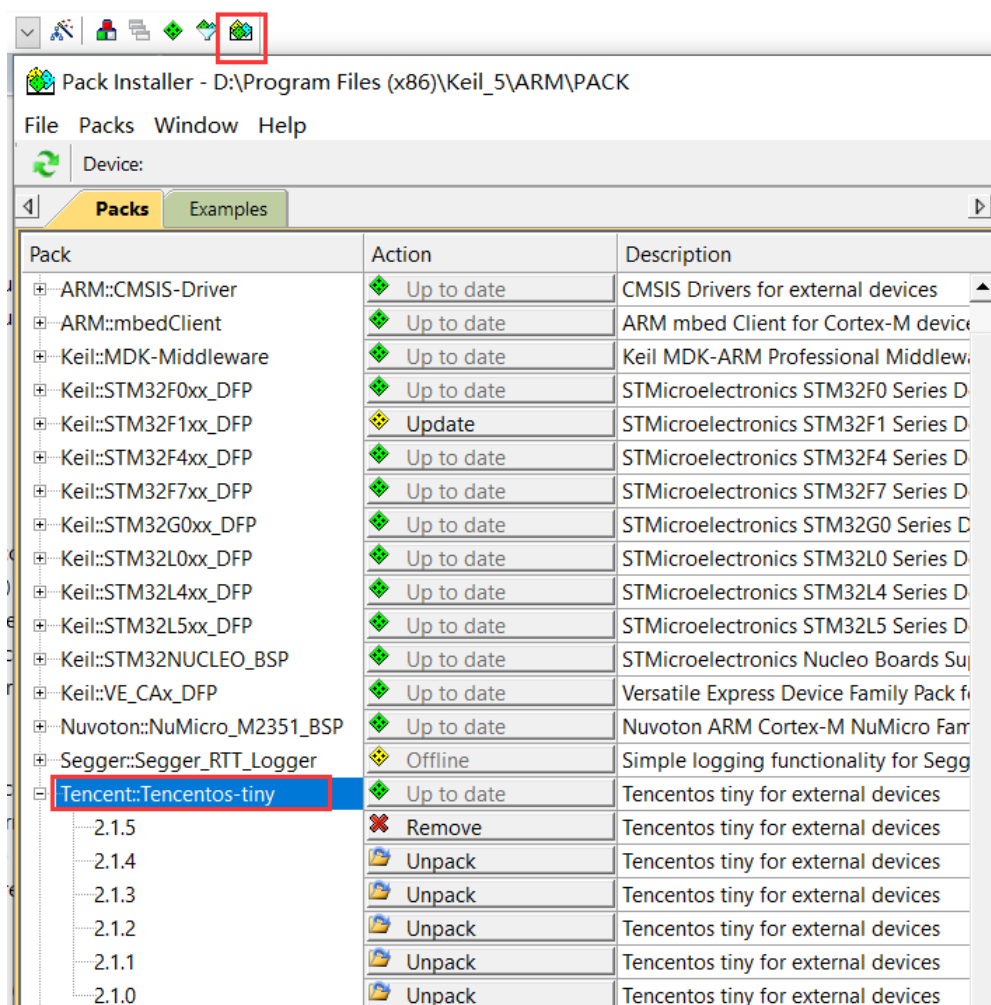 Pack Installer - D:\Program Files (x86)\Keil_5\ARM\PACK
File Packs Window Help
Device:
Packs Examples
Pack Action Description
ARM::CMSIS-Driver Up to date CMSIS Drivers for external devices
ARM::mbedClient Up to date ARM mbed Client for Cortex-M device
Keil::MDK-Middleware Up to date Keil MDK-ARM Professional Middlewa
Keil::STM32F0xx_DFP Up to date STMicroelectronics STM32F0 Series D
Keil::STM32F1xx_DFP Update STMicroelectronics STM32F1 Series D
Keil::STM32F4xx_DFP Up to date STMicroelectronics STM32F4 Series D
Keil::STM32F7xx_DFP Up to date STMicroelectronics STM32F7 Series D
Keil::STM32G0xx_DFP Up to date STMicroelectronics STM32G0 Series D
Keil::STM32L0xx_DFP Up to date STMicroelectronics STM32L0 Series D
Keil::STM32L4xx_DFP Up to date STMicroelectronics STM32L4 Series D
Keil::STM32L5xx_DFP Up to date STMicroelectronics STM32L5 Series D
Keil::STM32NUCLEO_BSP Up to date STMicroelectronics Nucleo Boards Su
Keil::VE_CAx_DFP Up to date Versatile Express Device Family Pack f
Nuvoton::NuMicro_M2351_BSP Up to date Nuvoton ARM Cortex-M NuMicro Fam
Segger::Segger_RTT_Logger Offline Simple logging functionality for Segg
Tencent::Tencentos-tiny Up to date Tencentos tiny for external devices
2.1.5 Remove Tencentos tiny for external devices
2.1.4 Unpack Tencentos tiny for external devices
2.1.3 Unpack Tencentos tiny for external devices
2.1.2 Unpack Tencentos tiny for external devices
2.1.1 Unpack Tencentos tiny for external devices
2.1.0 Unpack Tencentos tiny for external devices